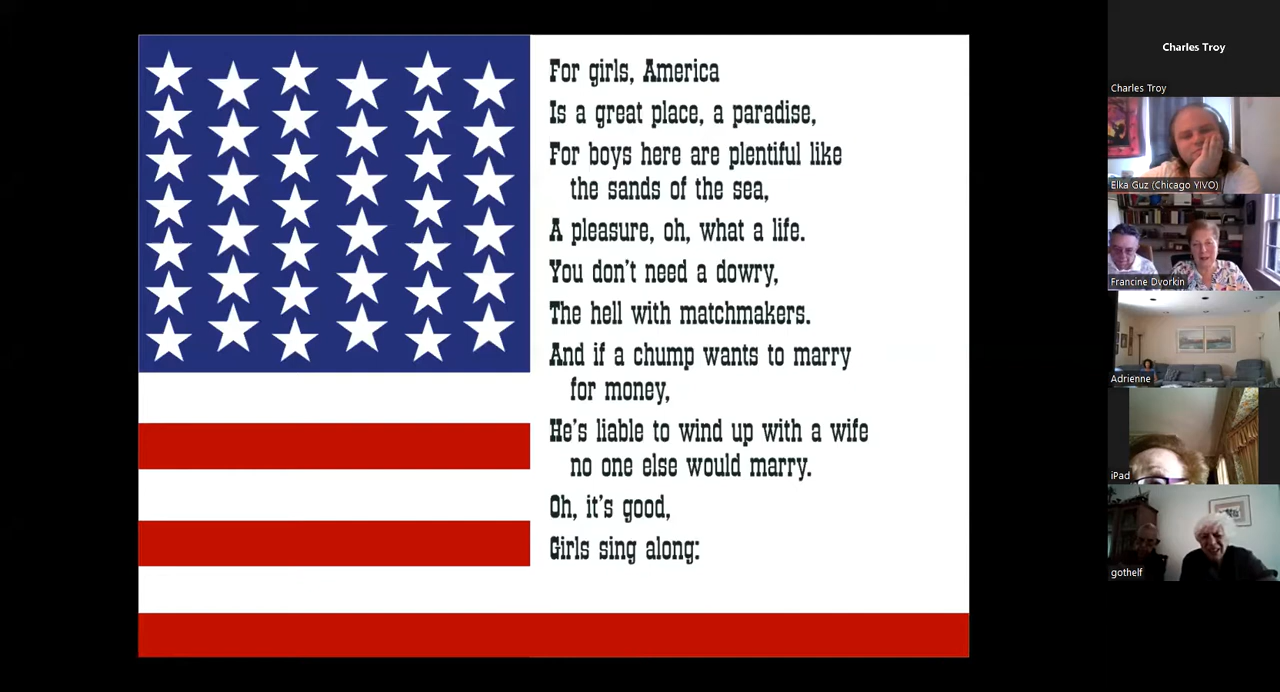 For girls, America
Is a great place, a paradise,
For boys here are plentiful like
the sands of the sea,
A pleasure, oh, what a life.
You don't need a dowry,
The hell with matchmakers.
And if a chump wants to marry
for money,
He's liable to wind up with a wife
no one else would marry.
Oh, it's good,
Girls sing along:
Charles Troy
Charles Troy
Elka Guz (Chicago YIVO)
Francine Dvorkin
Adrienne
iPad
gothelf